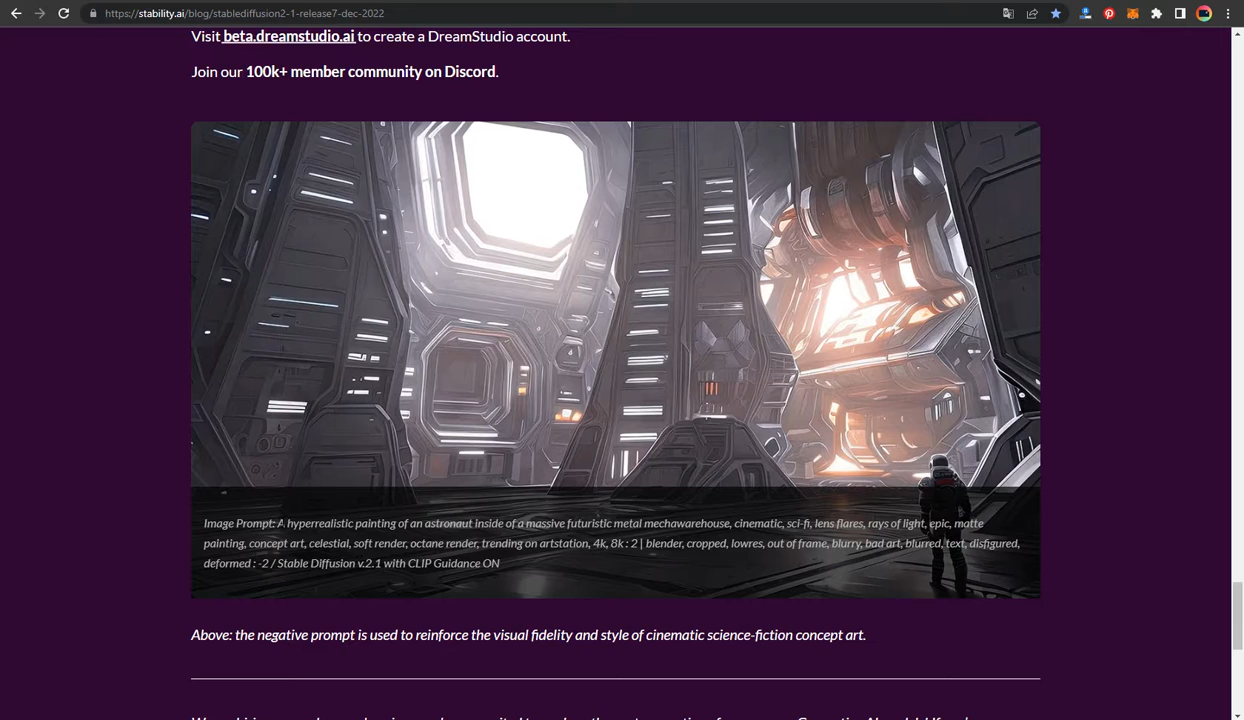 https://stability.ai/blog/stablediffusion2-1-release7-dec-2022
Visit beta.dreamstudio.ai to create a DreamStudio account.
Join our 100k+ member community on Discord.
Image Prompt: A hyperrealistic painting of an astronaut inside of a massive futuristic metal mechawarehouse, cinematic, sci-fi, lens flares, rays of light, epic, matte
painting, concept art, celestial, soft render, octane render, trending on artstation, 4k, 8k : 2 | blender, cropped, lowres, out of frame, blurry, bad art, blurred, text, disfigured,
deformed : -2 / Stable Diffusion v.2.1 with CLIP Guidance ON
Above: the negative prompt is used to reinforce the visual fidelity and style of cinematic science-fiction concept art.